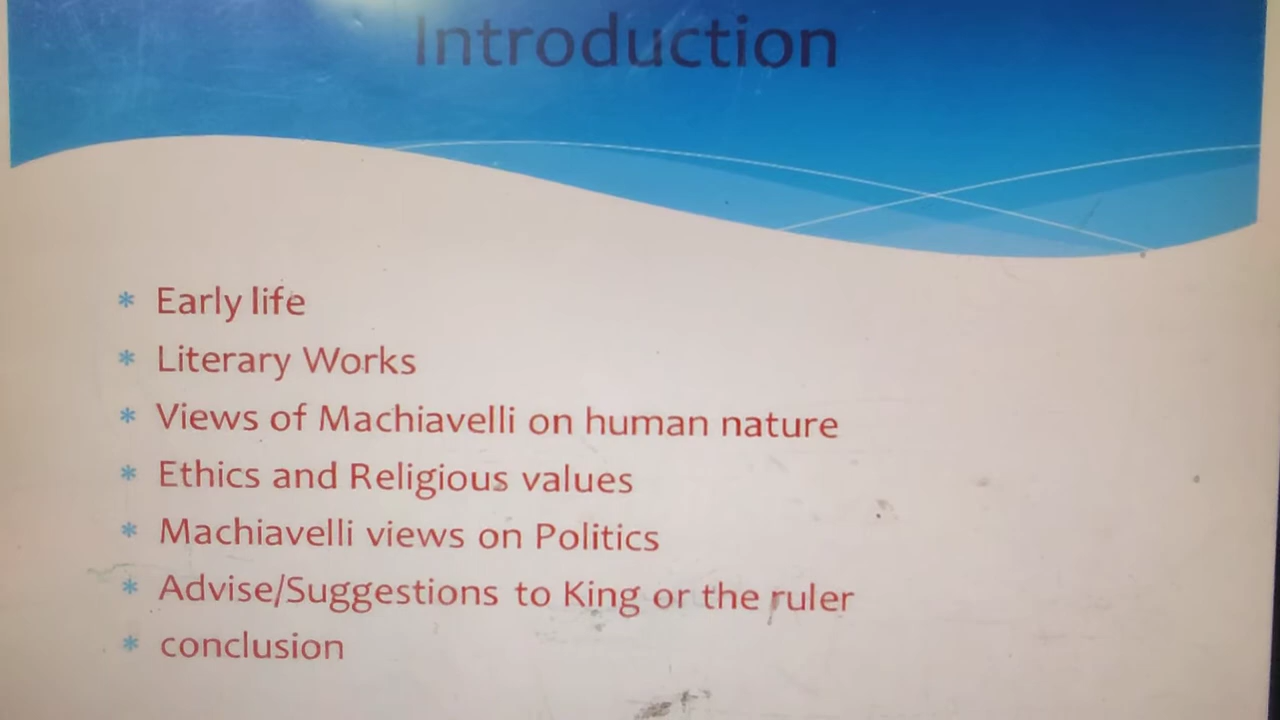 Introduction
* Early life
* Literary Works
* Views of Machiavelli on human nature
* Ethics and Religious values
* Machiavelli views on Politics
* Advise/Suggestions to King or the ruler
* conclusion